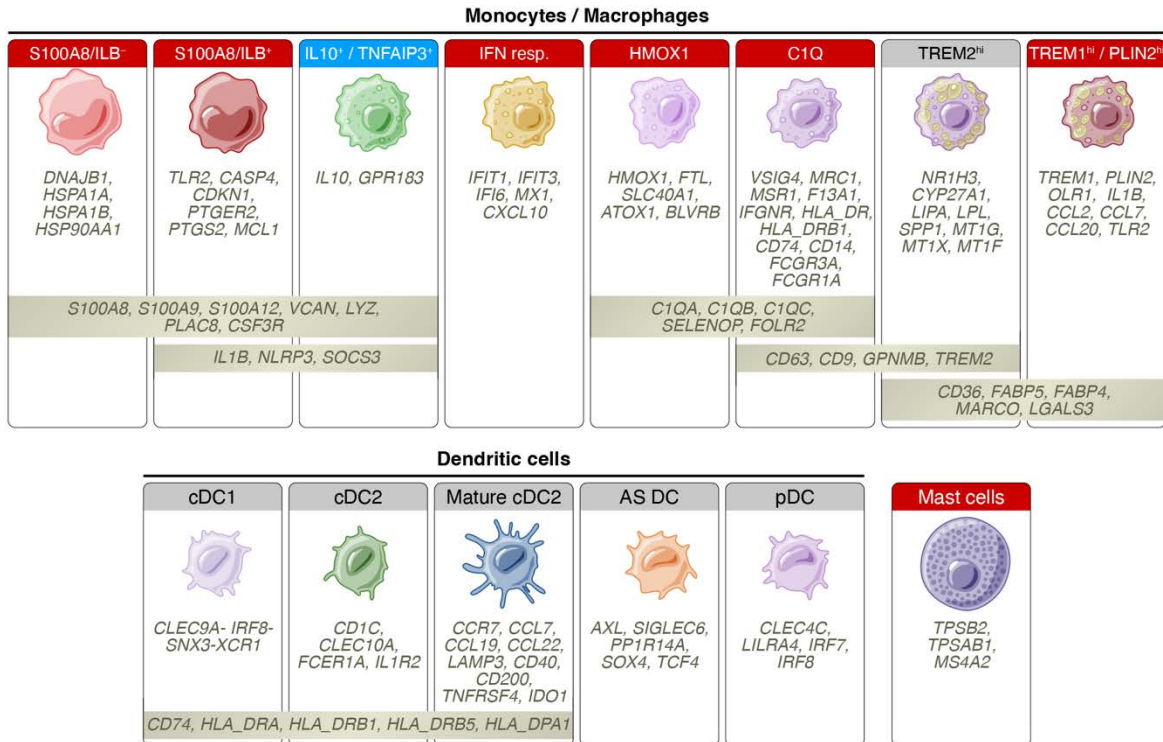 Monocytes / Macrophages
S100A8/ILB⁻
S100A8/ILB⁺
IL10⁺ / TNFAIP3⁺
IFN resp.
HMOX1
C1Q
TREM2ʰⁱ
TREM1ʰⁱ / PLIN2ʰⁱ
DNAJB1,
HSPA1A,
HSPA1B,
HSP90AA1
TLR2, CASP4,
CDKN1,
PTGER2,
PTGS2, MCL1
IL10, GPR183
IFIT1, IFIT3,
IFI6, MX1,
CXCL10
HMOX1, FTL,
SLC40A1,
ATOX1, BLVRB
VSIG4, MRC1,
MSR1, F13A1,
IFGNR, HLA_DR,
HLA_DRB1,
CD74, CD14,
FCGR3A,
FCGR1A
NR1H3,
CYP27A1,
LIPA, LPL,
SPP1, MT1G,
MT1X, MT1F
TREM1, PLIN2,
OLR1, IL1B,
CCL2, CCL7,
CCL20, TLR2
S100A8, S100A9, S100A12, VCAN, LYZ,
PLAC8, CSF3R
C1QA, C1QB, C1QC,
SELENOP, FOLR2
IL1B, NLRP3, SOCS3
CD63, CD9, GPNMB, TREM2
CD36, FABP5, FABP4,
MARCO, LGALS3
Dendritic cells
cDC1
cDC2
Mature cDC2
AS DC
pDC
Mast cells
CLEC9A- IRF8-
SNX3-XCR1
CD1C,
CLEC10A,
FCER1A, IL1R2
CCR7, CCL7,
CCL19, CCL22,
LAMP3, CD40,
CD200,
TNFRSF4, IDO1
AXL, SIGLEC6,
PP1R14A,
SOX4, TCF4
CLEC4C,
LILRA4, IRF7,
IRF8
TPSB2,
TPSAB1,
MS4A2
CD74, HLA_DRA, HLA_DRB1, HLA_DRB5, HLA_DPA1